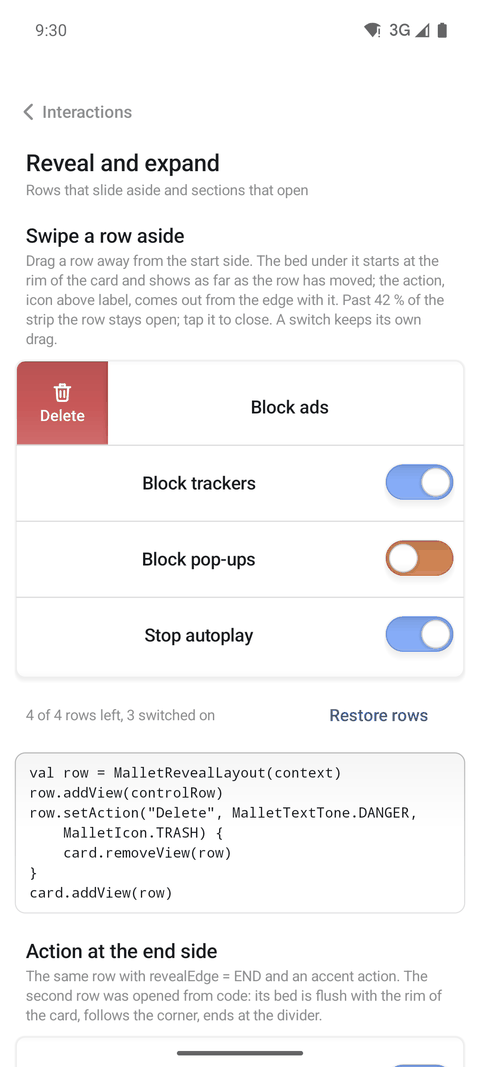 9:30
3G
Interactions
Reveal and expand
Rows that slide aside and sections that open
Swipe a row aside
Drag a row away from the start side. The bed under it starts at the
rim of the card and shows as far as the row has moved; the action,
icon above label, comes out from the edge with it. Past 42 % of the
strip the row stays open; tap it to close. A switch keeps its own
drag.
Delete
Block ads
Block trackers
Block pop-ups
Stop autoplay
4 of 4 rows left, 3 switched on
Restore rows
val row = MalletRevealLayout(context)
row.addView(controlRow)
row.setAction("Delete", MalletTextTone.DANGER,
    MalletIcon.TRASH) {
    card.removeView(row)
}
card.addView(row)
Action at the end side
The same row with revealEdge = END and an accent action. The
second row was opened from code: its bed is flush with the rim of
the card, follows the corner, ends at the divider.